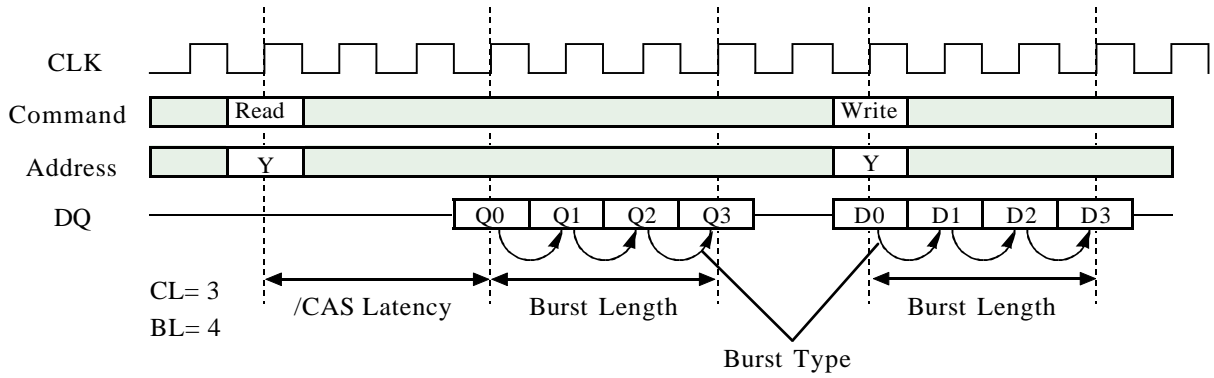 CLK
Command Read Write
Address Y Y
DQ Q0 Q1 Q2 Q3 D0 D1 D2 D3
CL= 3 /CAS Latency Burst Length Burst Length
BL= 4
Burst Type